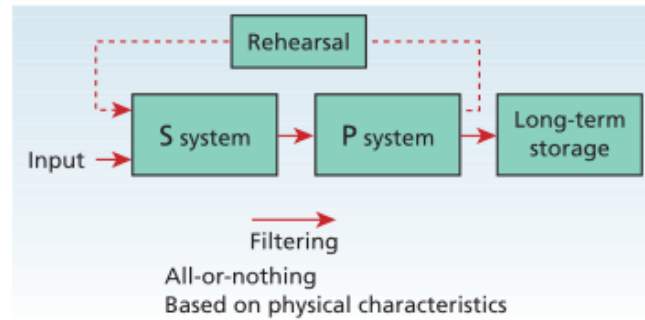 Rehearsal
S system
P system
Long-term
storage
Input
Filtering
All-or-nothing
Based on physical characteristics